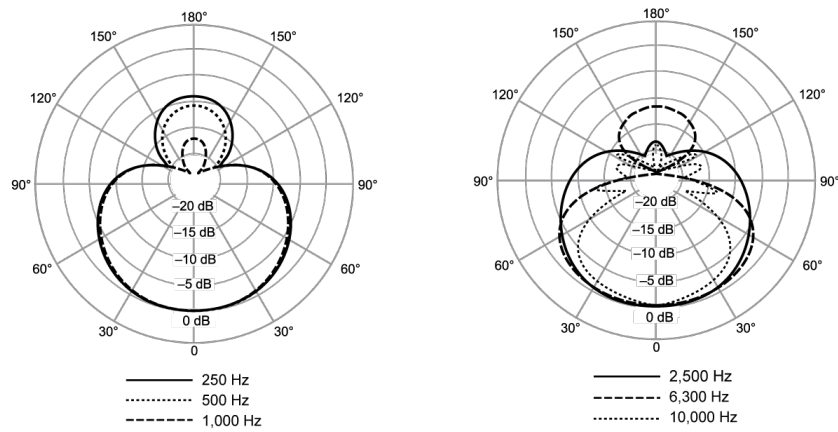 180°
150° 150°
120° 120°
90° 90°
–20 dB
–15 dB
–10 dB
–5 dB
0 dB
60° 60°
30° 30°
0
250 Hz
500 Hz
1,000 Hz
180°
150° 150°
120° 120°
90° 90°
–20 dB
–15 dB
–10 dB
–5 dB
0 dB
60° 60°
30° 30°
0
2,500 Hz
6,300 Hz
10,000 Hz